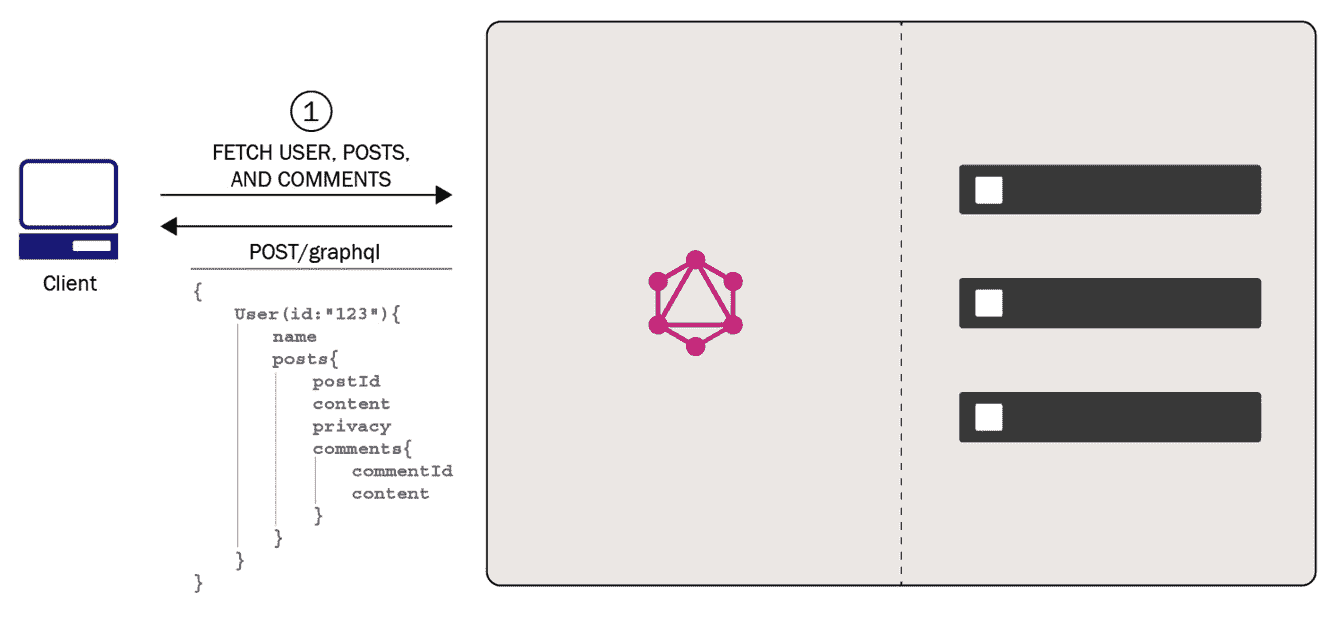 1
FETCH USER, POSTS,
AND COMMENTS
POST/graphql
Client
{
User(id:"123"){
name
posts{
postId
content
privacy
comments{
commentId
content
}
}
}
}